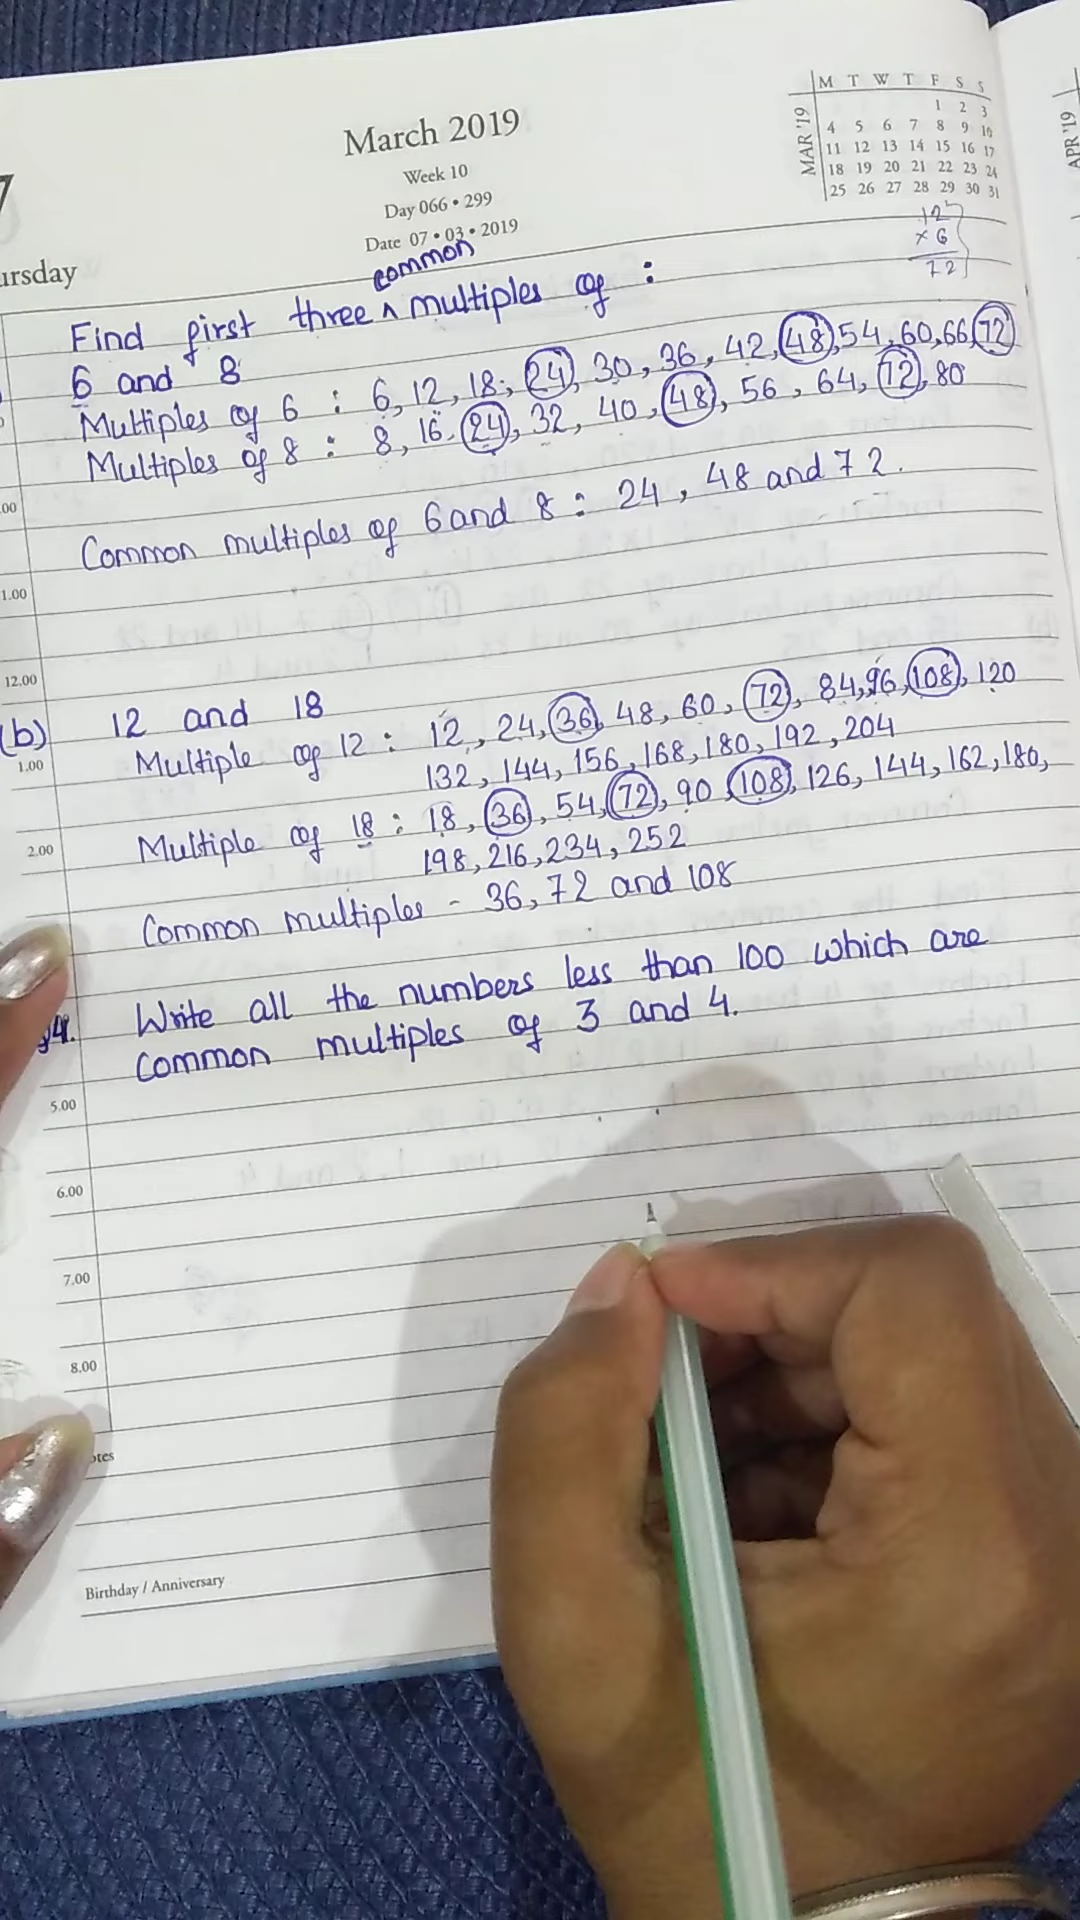 March 2019
Week 10
Day 066 • 299
Date 07 • 03 • 2019
MAR '19
M T W T F S S
1 2 3
4 5 6 7 8 9 10
11 12 13 14 15 16 17
18 19 20 21 22 23 24
25 26 27 28 29 30 31
APR '19
7
ursday
12
× 6
72
common
Find first three ^ multiples of :
6 and 8
Multiples of 6 : 6, 12, 18, 24, 30, 36, 42, 48, 54, 60, 66, 72
Multiples of 8 : 8, 16, 24, 32, 40, 48, 56, 64, 72, 80
Common multiples of 6 and 8 : 24, 48 and 72.
.00
1.00
12.00
(b) 12 and 18
1.00
Multiple of 12 : 12, 24, 36, 48, 60, 72, 84, 96, 108, 120
132, 144, 156, 168, 180, 192, 204
Multiple of 18 : 18, 36, 54, 72, 90, 108, 126, 144, 162, 180,
2.00
198, 216, 234, 252
Common multiples - 36, 72 and 108
4. Write all the numbers less than 100 which are
common multiples of 3 and 4.
5.00
6.00
7.00
8.00
otes
Birthday / Anniversary